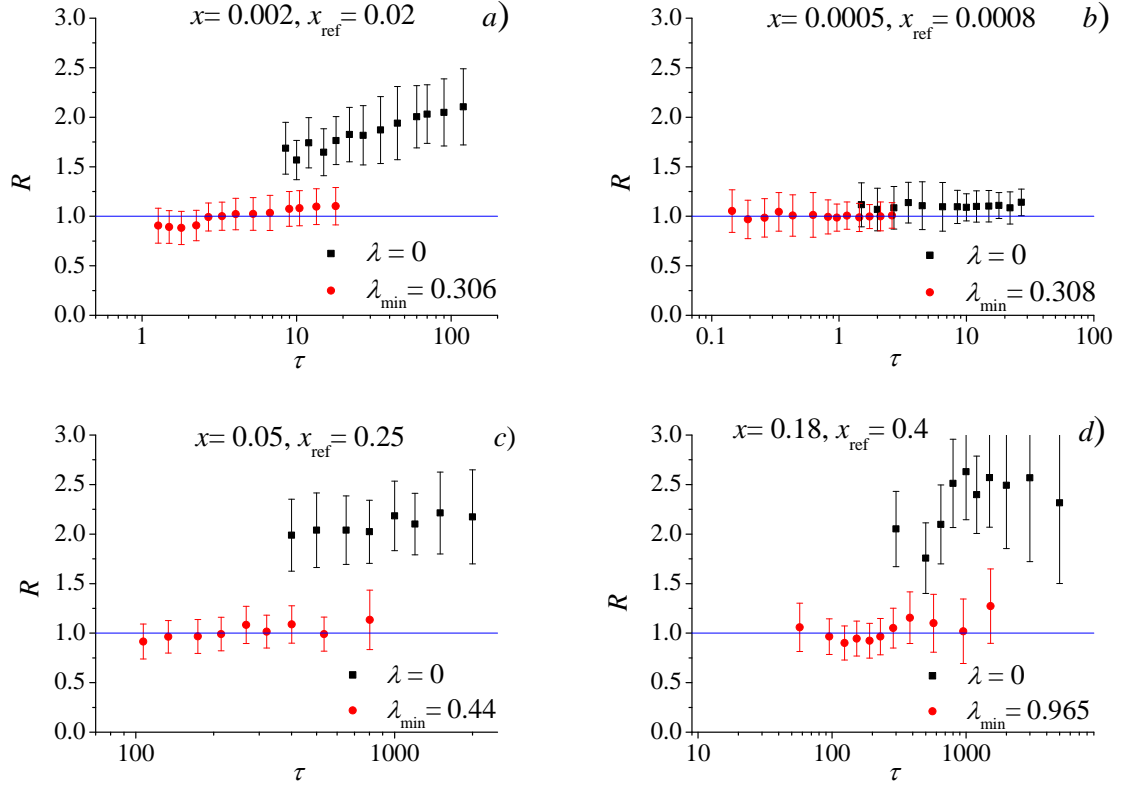 x= 0.002, x_ref = 0.02 a)
3.0
2.5
2.0
1.5
1.0
0.5
0.0
R
λ = 0
λ_min = 0.306
1 10 100
τ
x= 0.0005, x_ref = 0.0008 b)
3.0
2.5
2.0
1.5
1.0
0.5
0.0
R
λ = 0
λ_min = 0.308
0.1 1 10 100
τ
x= 0.05, x_ref = 0.25 c)
3.0
2.5
2.0
1.5
1.0
0.5
0.0
R
λ = 0
λ_min = 0.44
100 1000
τ
x= 0.18, x_ref = 0.4 d)
3.0
2.5
2.0
1.5
1.0
0.5
0.0
R
λ = 0
λ_min = 0.965
10 100 1000
τ